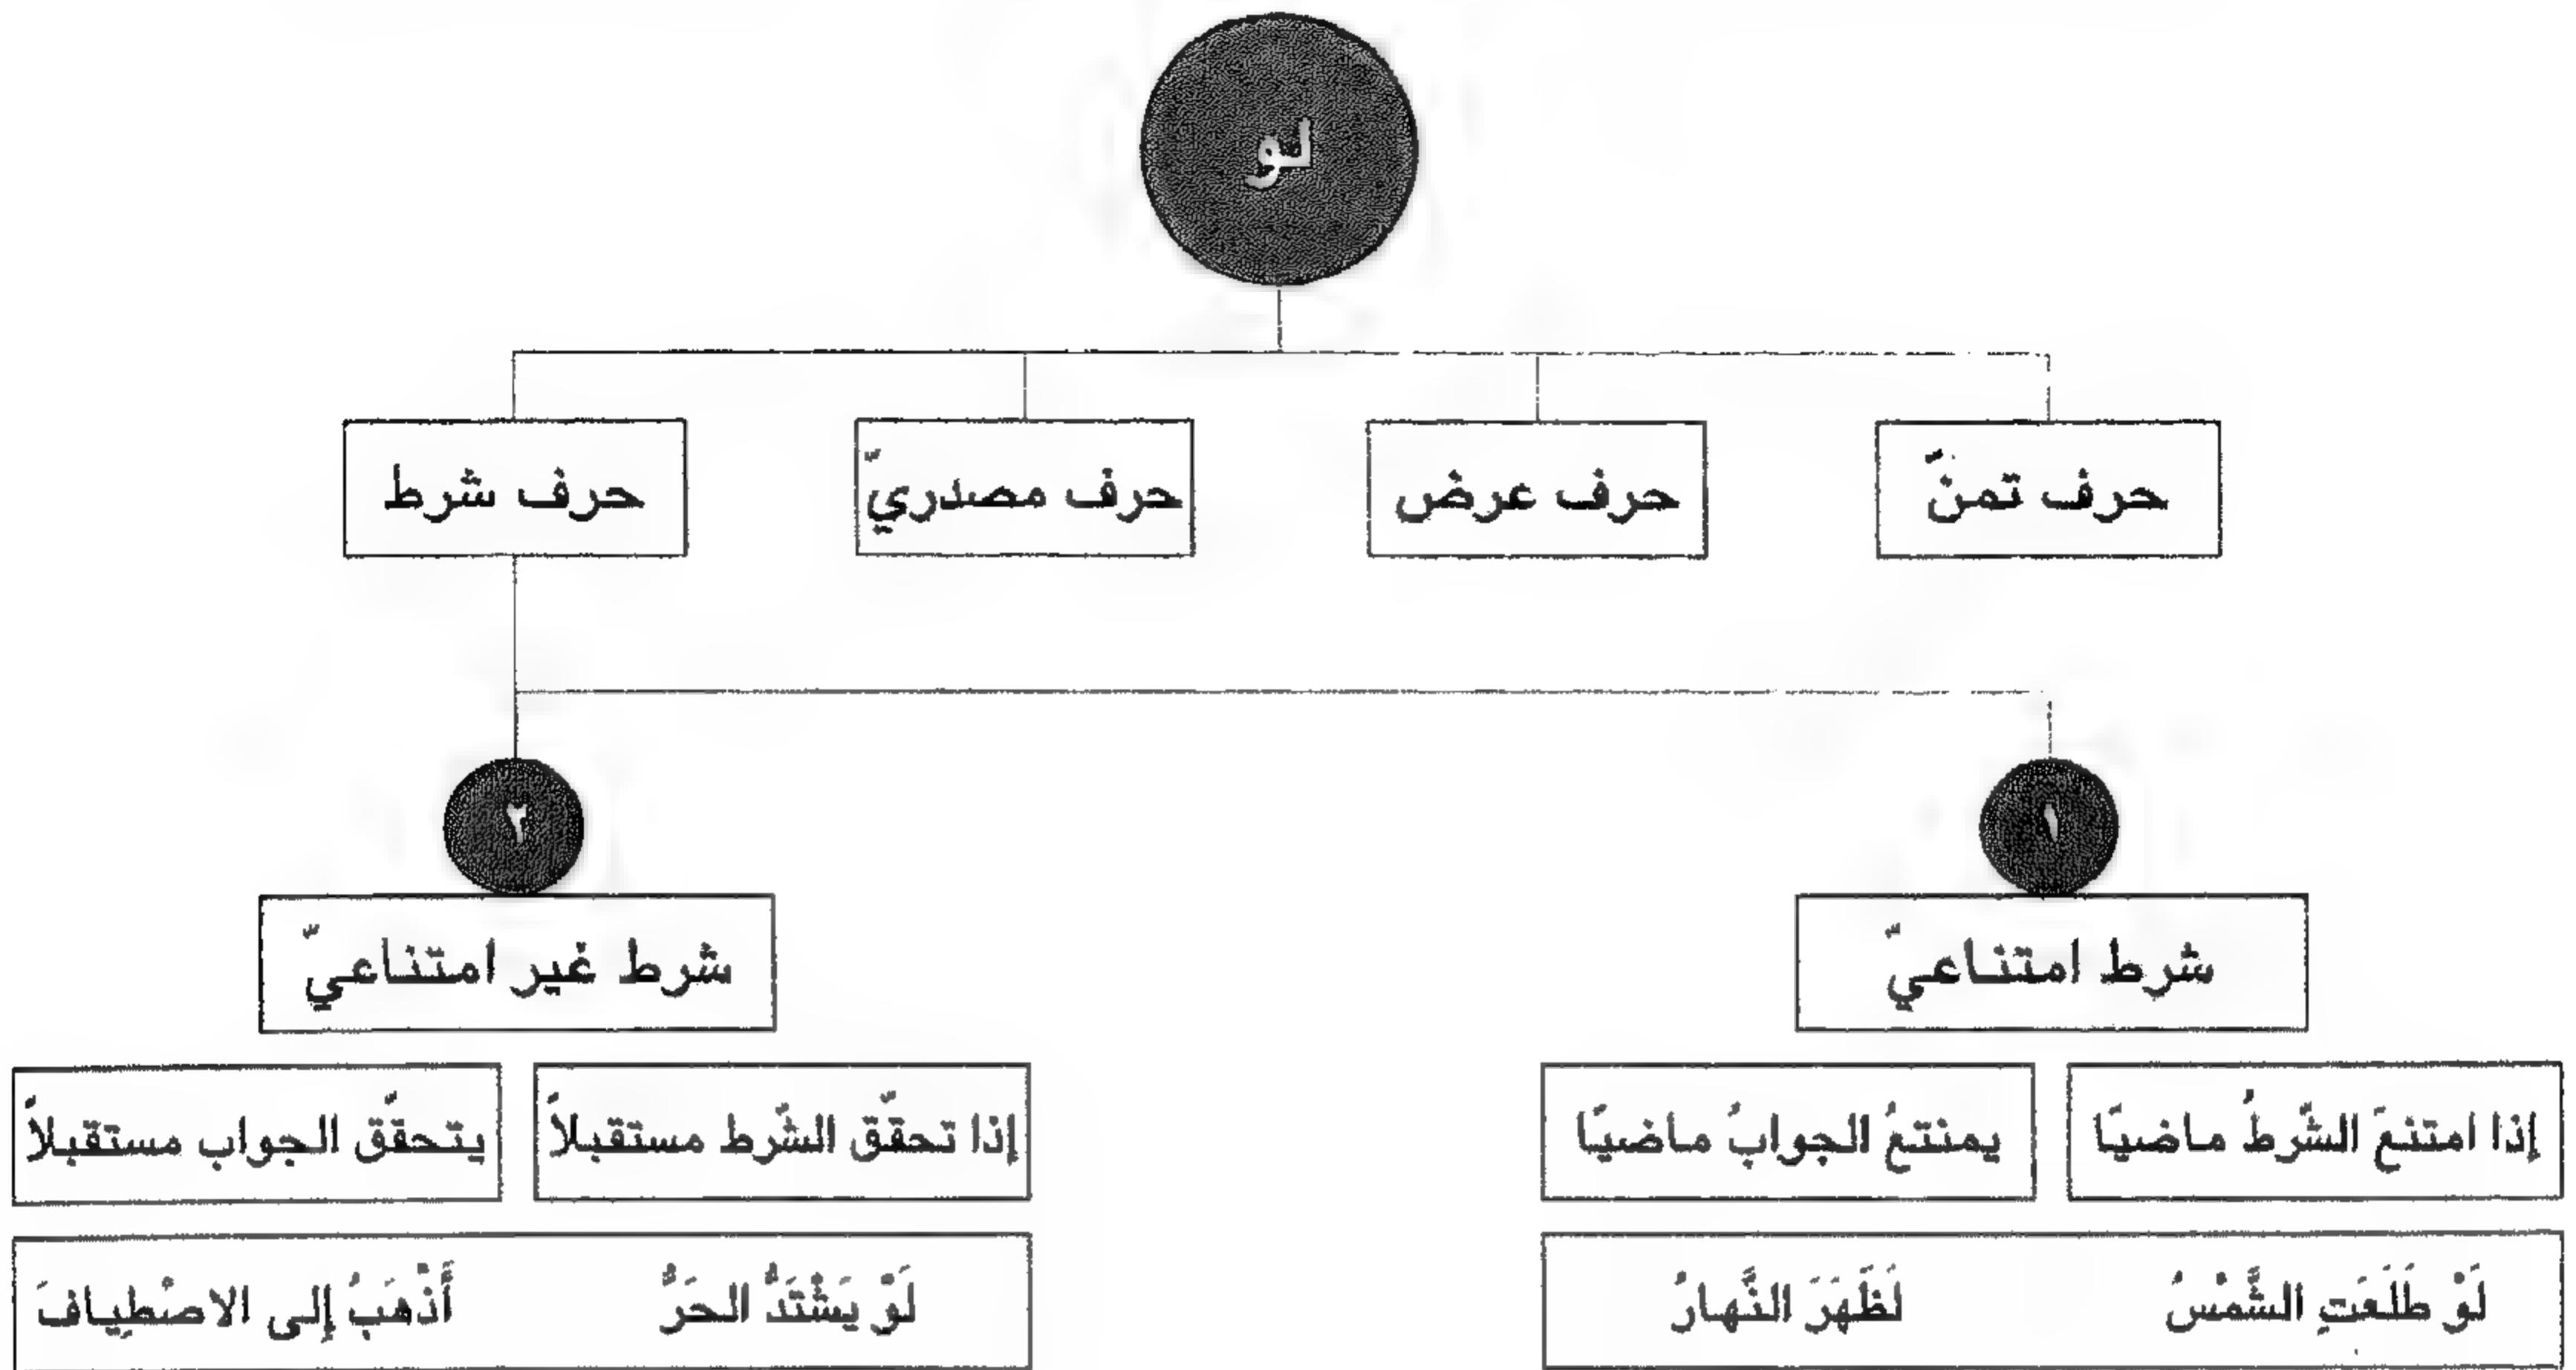 لو
حرف تمنّ
حرف عرض
حرف مصدريّ
حرف شرط
١
شرط امتناعيّ
إذا امتنعَ الشّرطُ ماضيًا
يمتنعُ الجوابُ ماضيًا
لَوْ طَلَعَتِ الشَّمْسُ
لَظَهَرَ النَّهارُ
٢
شرط غير امتناعيّ
إذا تحقّق الشّرط مستقبلاً
يتحقّق الجواب مستقبلاً
لَوْ يَشْتَدُّ الحَرُّ
أَذْهَبُ إلى الاصْطِيافَ